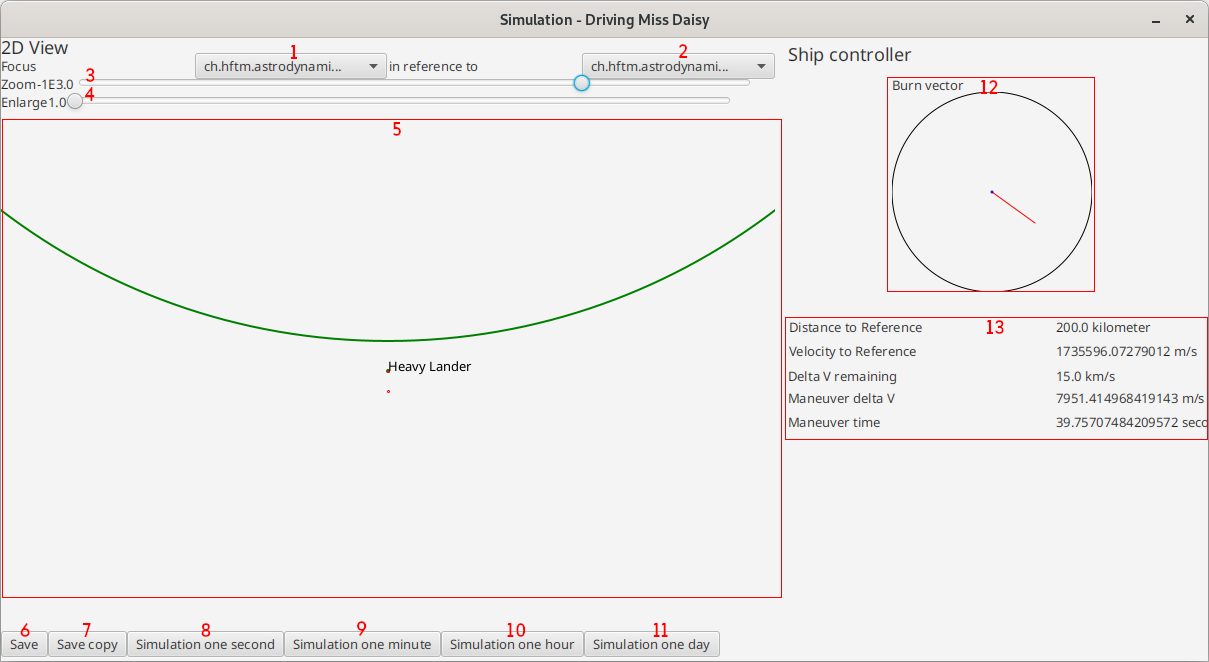 Simulation - Driving Miss Daisy
2D View
Focus
1
ch.hftm.astrodynami...
in reference to
2
ch.hftm.astrodynami...
Zoom-1E3.0
3
Enlarge1.0
4
5
Heavy Lander
6
Save
7
Save copy
8
Simulation one second
9
Simulation one minute
10
Simulation one hour
11
Simulation one day
Ship controller
Burn vector
12
13
Distance to Reference 200.0 kilometer
Velocity to Reference 1735596.07279012 m/s
Delta V remaining 15.0 km/s
Maneuver delta V 7951.414968419143 m/s
Maneuver time 39.75707484209572 seco